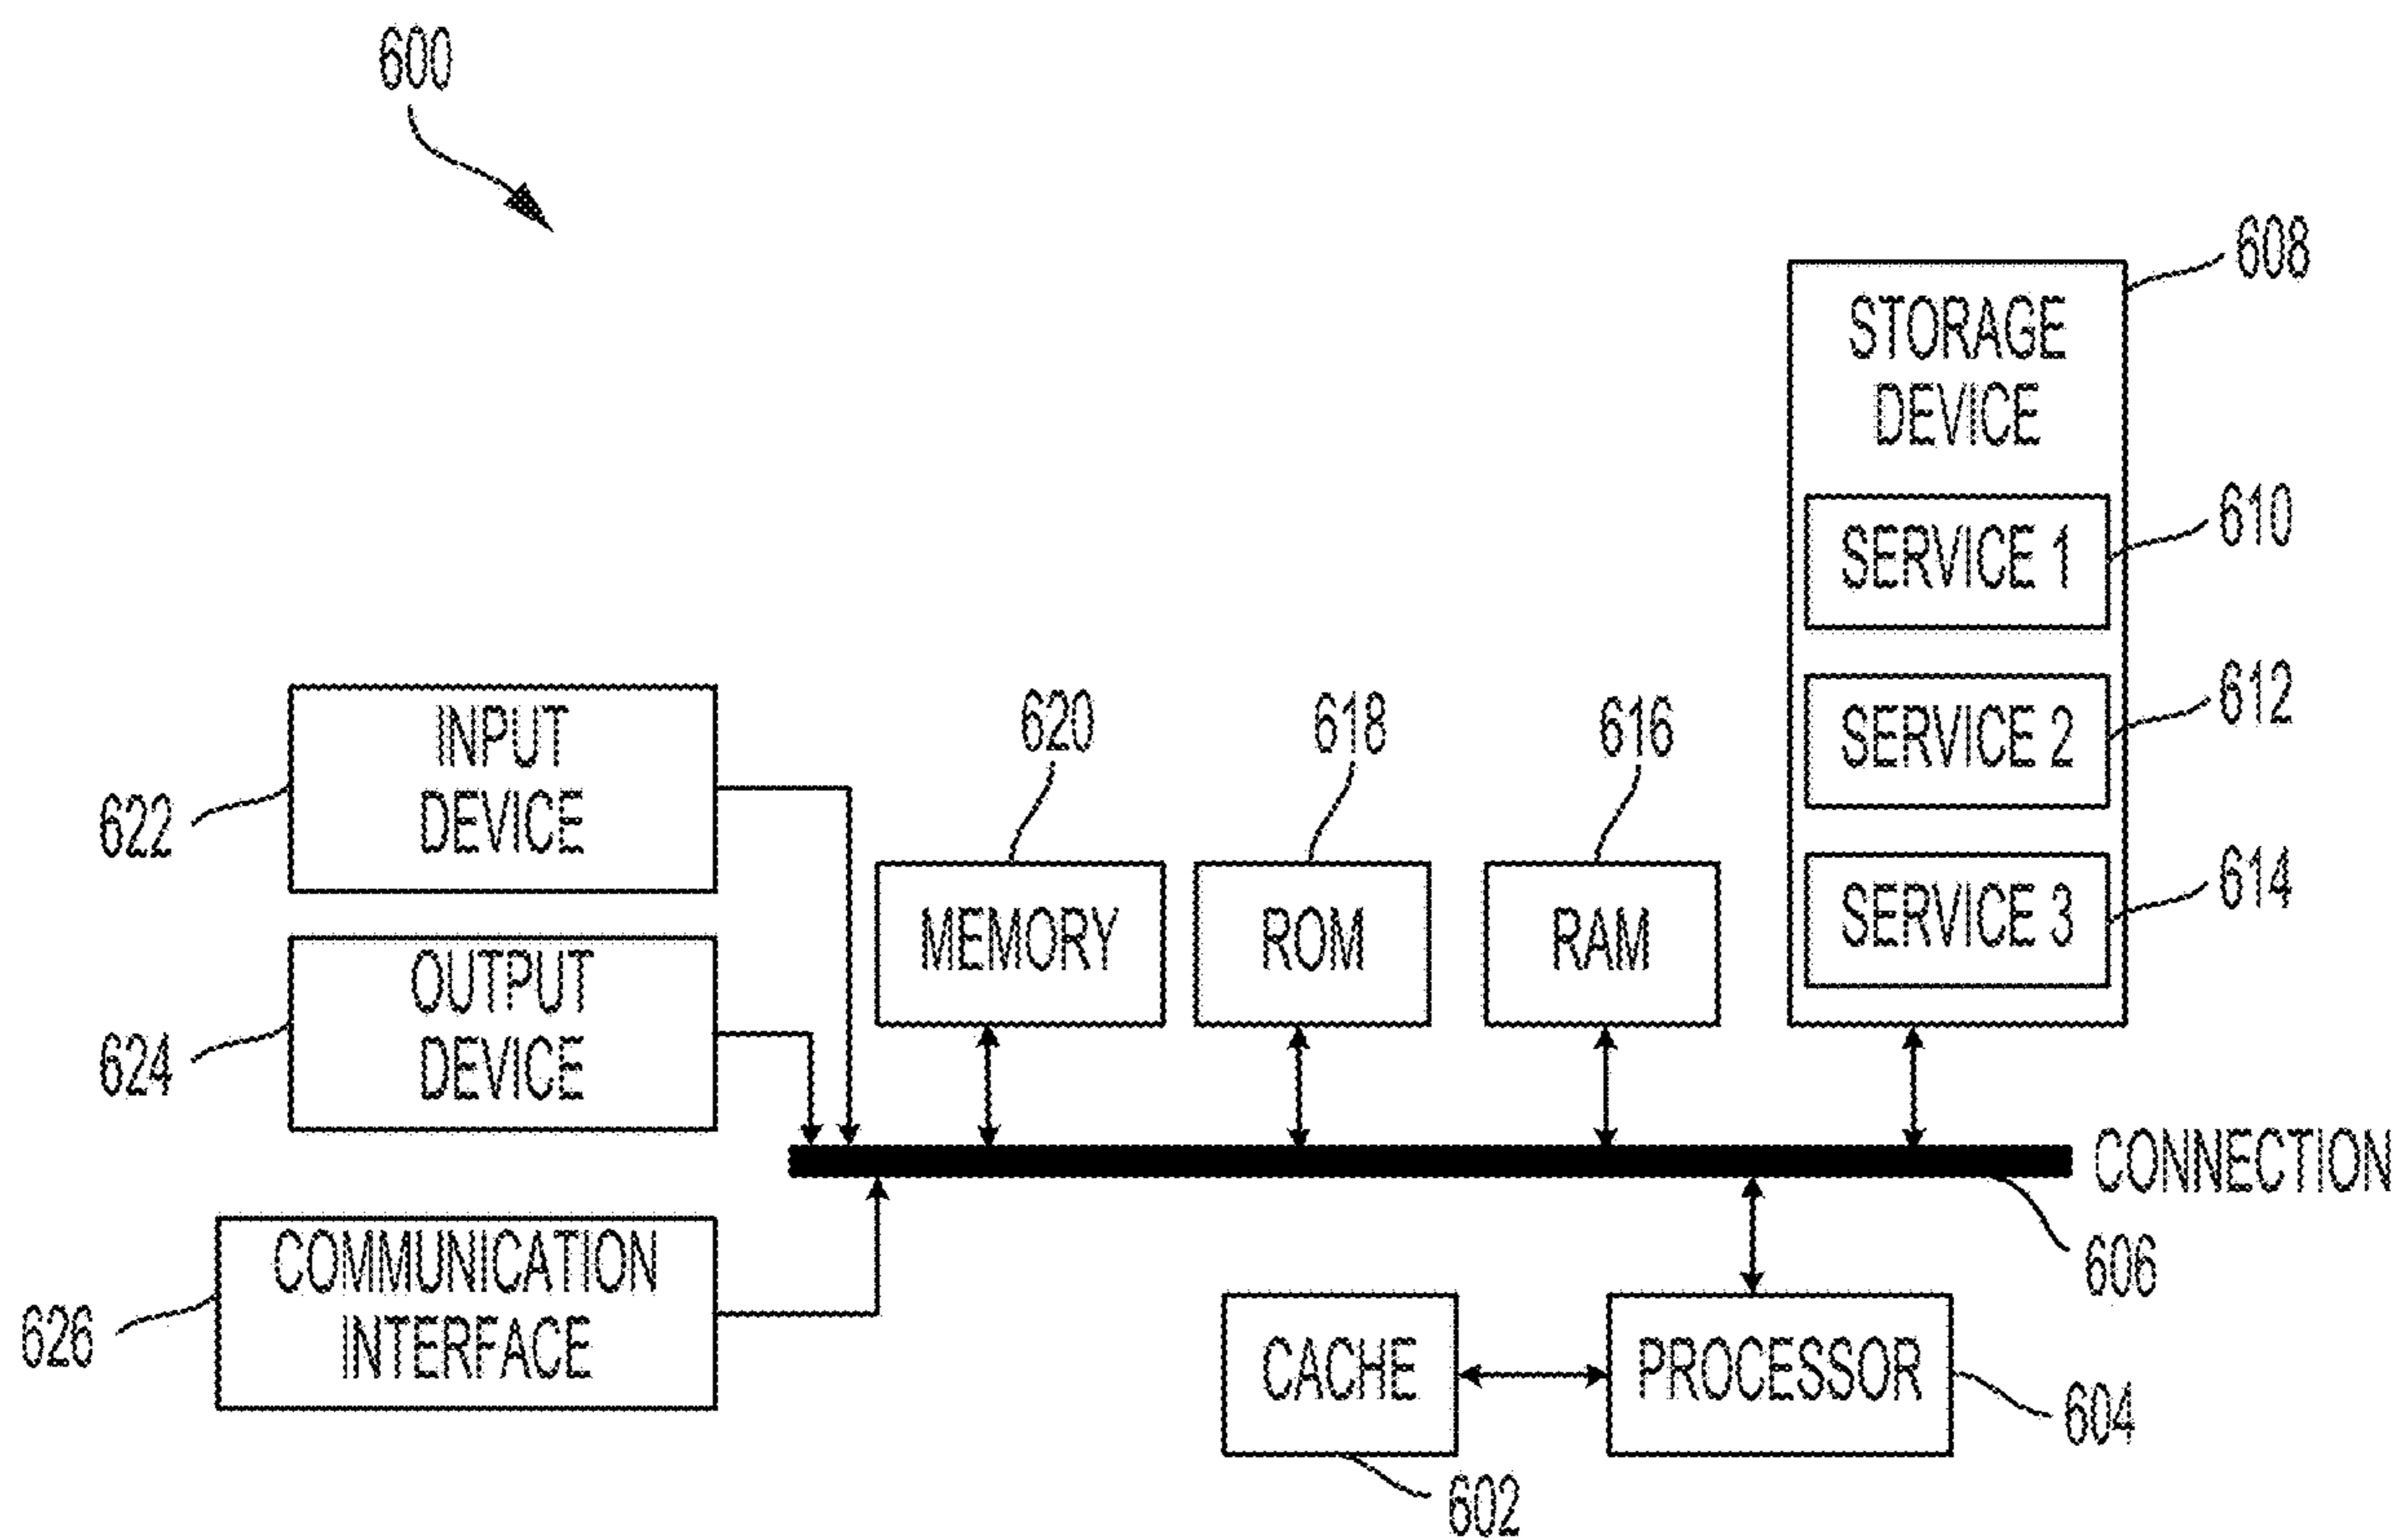 600
608
STORAGE
DEVICE
610
SERVICE 1
612
SERVICE 2
614
SERVICE 3
622
INPUT
DEVICE
620
MEMORY
618
ROM
616
RAM
624
OUTPUT
DEVICE
CONNECTION
606
626
COMMUNICATION
INTERFACE
CACHE
602
PROCESSOR
604